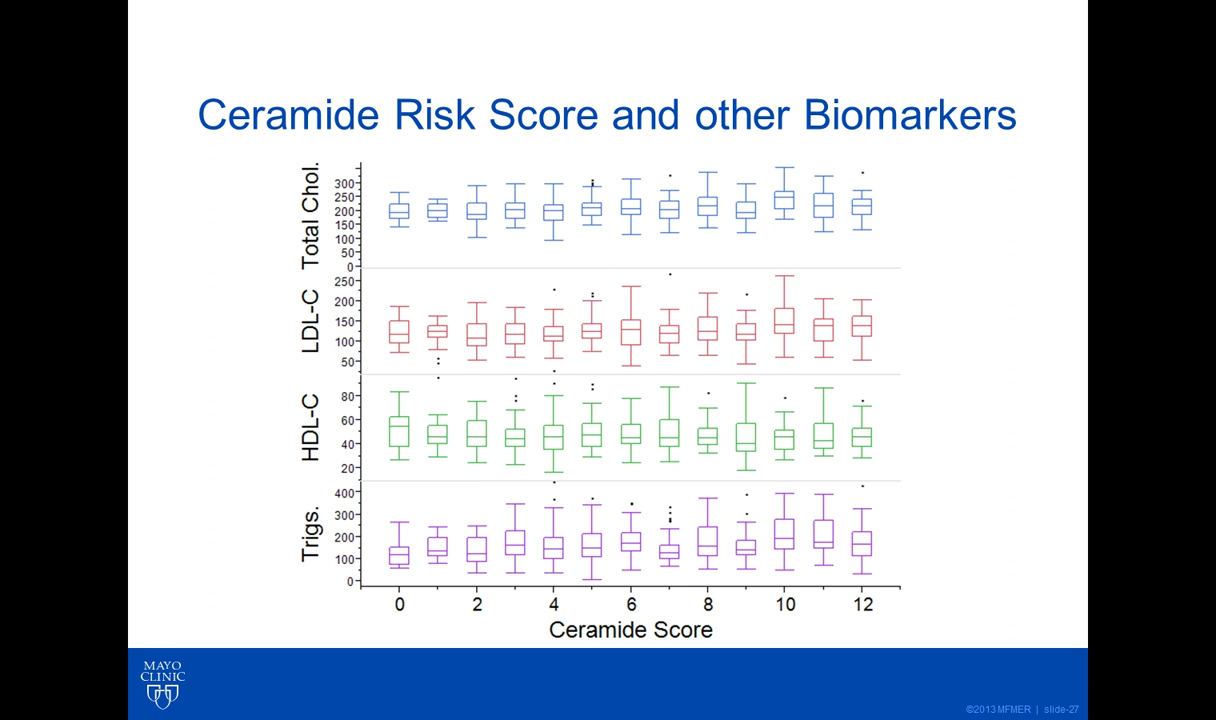 Ceramide Risk Score and other Biomarkers
Total Chol.
300
250
200
150
100
50
0
LDL-C
250
200
150
100
50
HDL-C
80
60
40
20
Trigs.
400
300
200
100
0
0 2 4 6 8 10 12
Ceramide Score
MAYO
CLINIC
©2013 MFMER | slide-27